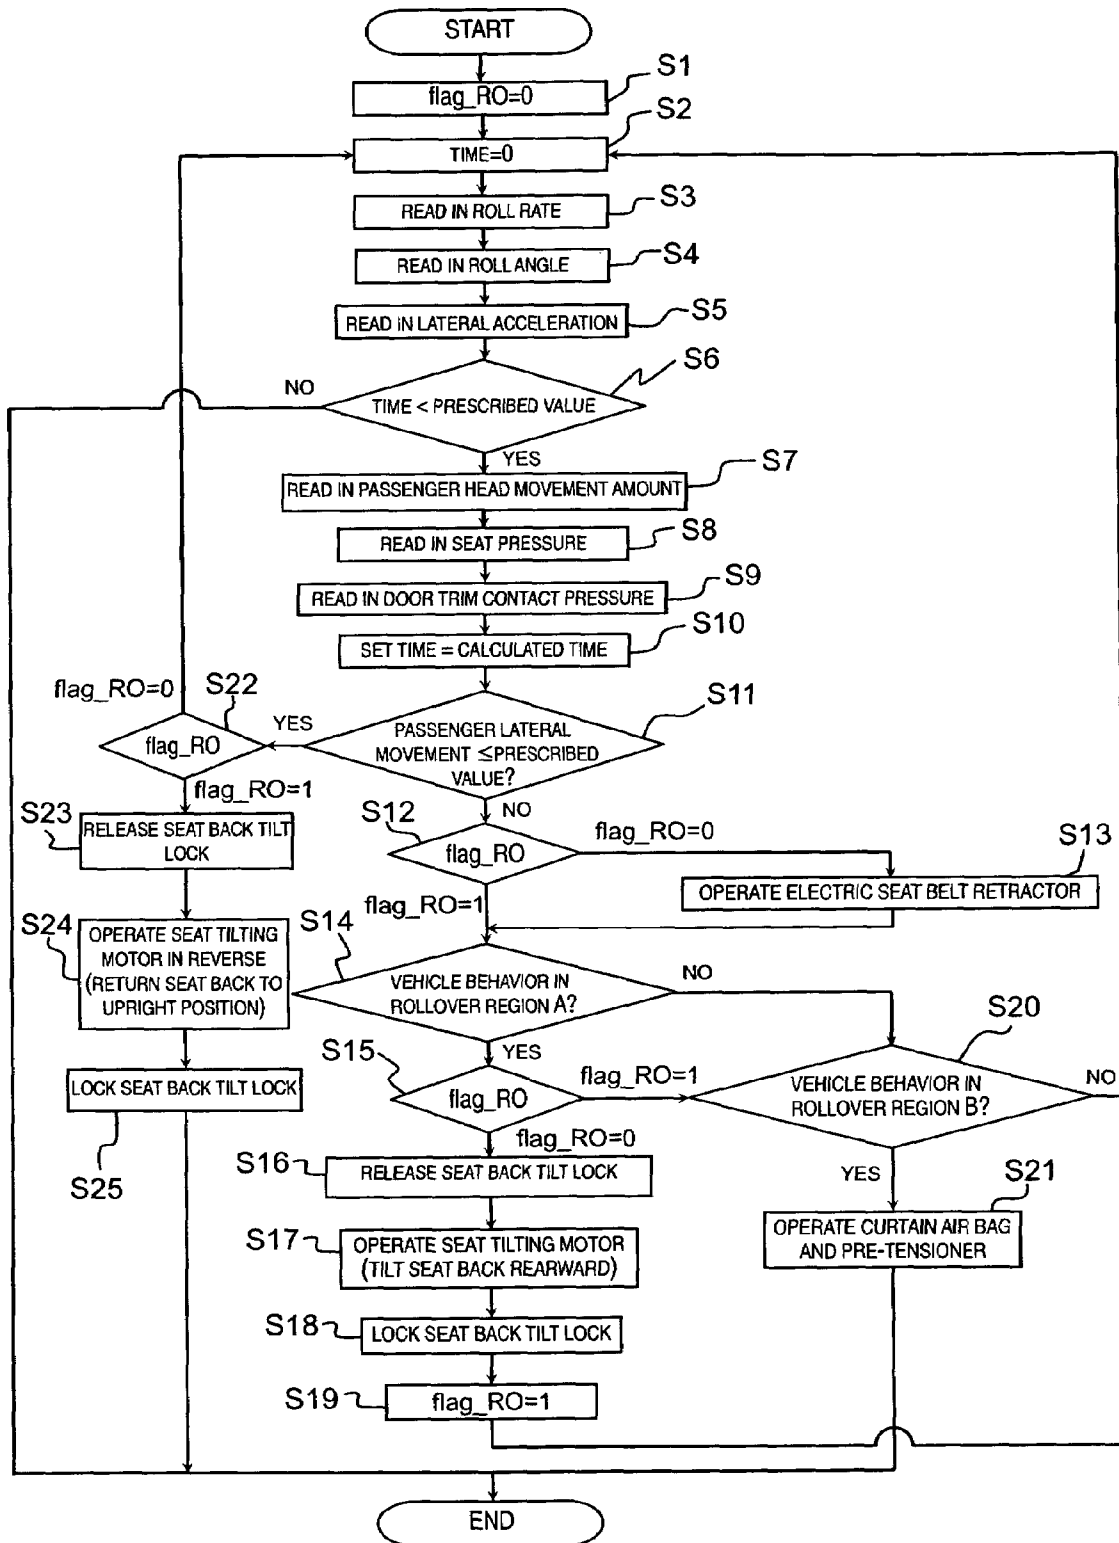 START
S1
flag_RO=0
S2
TIME=0
S3
READ IN ROLL RATE
S4
READ IN ROLL ANGLE
S5
READ IN LATERAL ACCELERATION
S6
NO
TIME < PRESCRIBED VALUE
YES
S7
READ IN PASSENGER HEAD MOVEMENT AMOUNT
S8
READ IN SEAT PRESSURE
S9
READ IN DOOR TRIM CONTACT PRESSURE
S10
SET TIME = CALCULATED TIME
S11
PASSENGER LATERAL
MOVEMENT ≤PRESCRIBED
VALUE?
YES
flag_RO=0
S22
flag_RO
flag_RO=1
S23
RELEASE SEAT BACK TILT
LOCK
S24
OPERATE SEAT TILTING
MOTOR IN REVERSE
(RETURN SEAT BACK TO
UPRIGHT POSITION)
LOCK SEAT BACK TILT LOCK
S25
NO
S12
flag_RO
flag_RO=0
S13
OPERATE ELECTRIC SEAT BELT RETRACTOR
flag_RO=1
S14
VEHICLE BEHAVIOR IN
ROLLOVER REGION A?
NO
YES
S15
flag_RO
flag_RO=1
S20
VEHICLE BEHAVIOR IN
ROLLOVER REGION B?
NO
YES
S21
OPERATE CURTAIN AIR BAG
AND PRE-TENSIONER
flag_RO=0
S16
RELEASE SEAT BACK TILT LOCK
S17
OPERATE SEAT TILTING MOTOR
(TILT SEAT BACK REARWARD)
S18
LOCK SEAT BACK TILT LOCK
S19
flag_RO=1
END